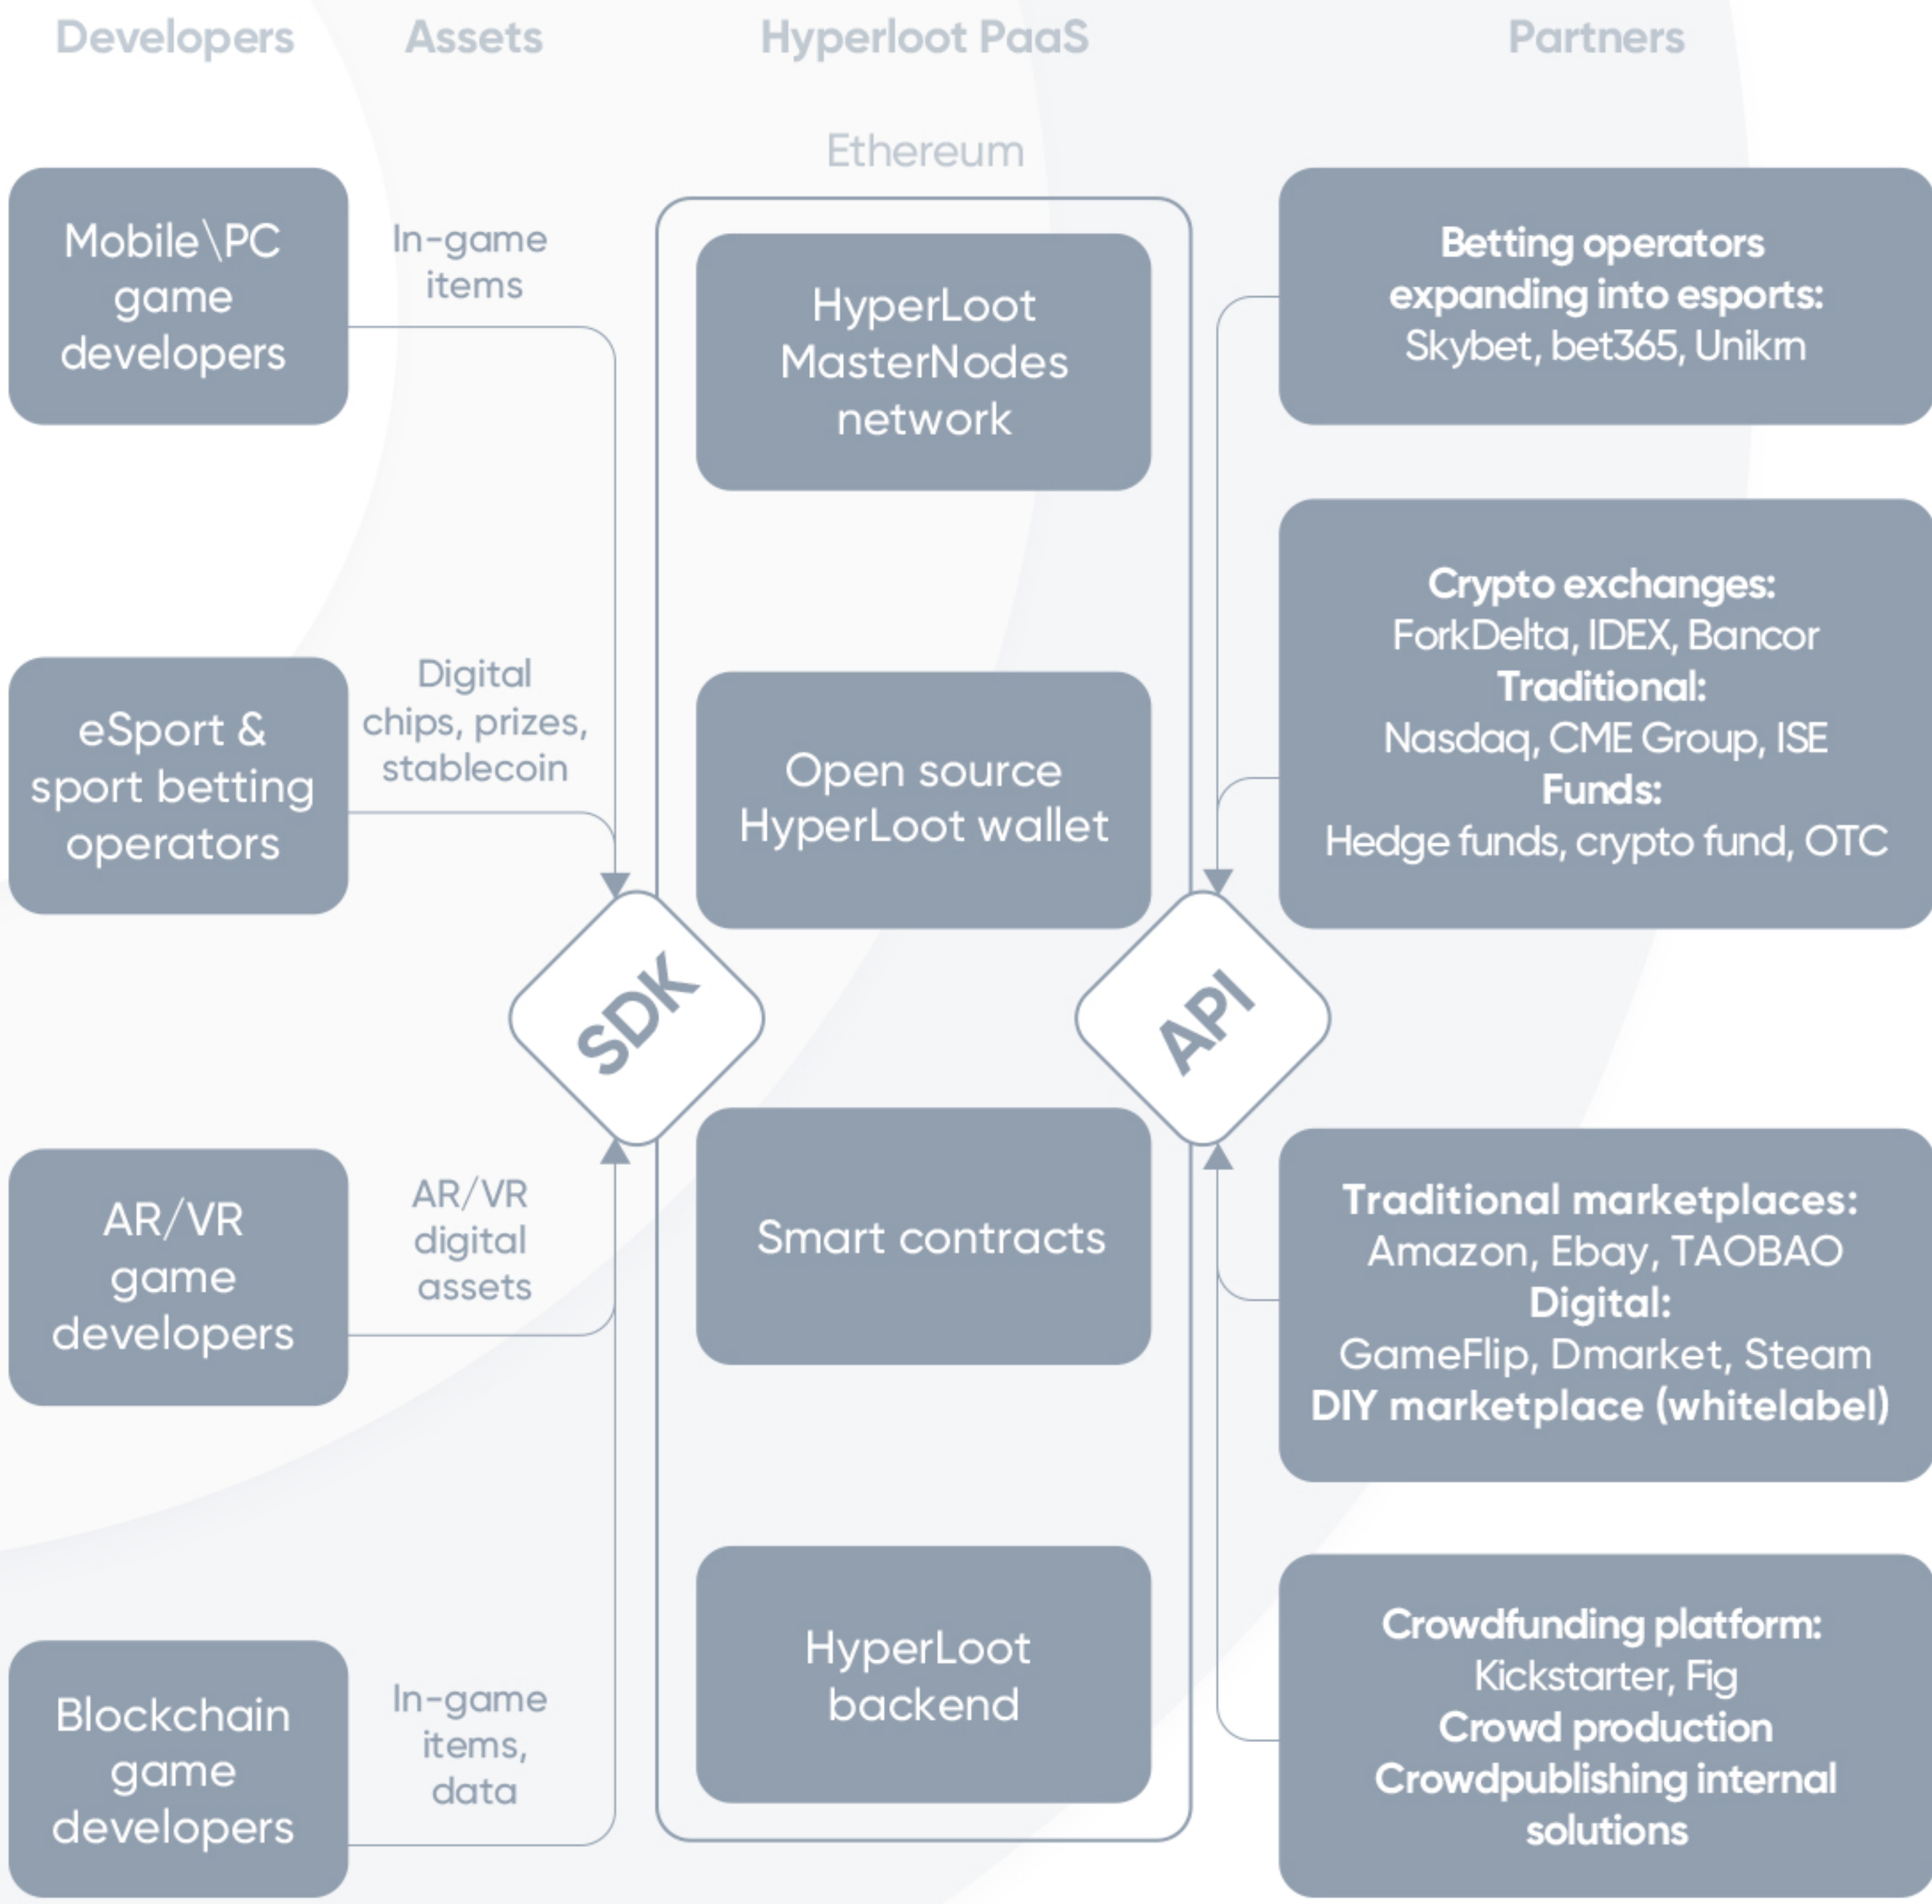 Developers
Assets
Hyperloot PaaS
Partners
Ethereum
Mobile\PC
game
developers
In-game
items
eSport &
sport betting
operators
Digital
chips, prizes,
stablecoin
AR/VR
game
developers
AR/VR
digital
assets
Blockchain
game
developers
In-game
items,
data
SDK
HyperLoot
MasterNodes
network
Open source
HyperLoot wallet
Smart contracts
HyperLoot
backend
API
Betting operators
expanding into esports:
Skybet, bet365, Unikrn
Crypto exchanges:
ForkDelta, IDEX, Bancor
Traditional:
Nasdaq, CME Group, ISE
Funds:
Hedge funds, crypto fund, OTC
Traditional marketplaces:
Amazon, Ebay, TAOBAO
Digital:
GameFlip, Dmarket, Steam
DIY marketplace (whitelabel)
Crowdfunding platform:
Kickstarter, Fig
Crowd production
Crowdpublishing internal
solutions